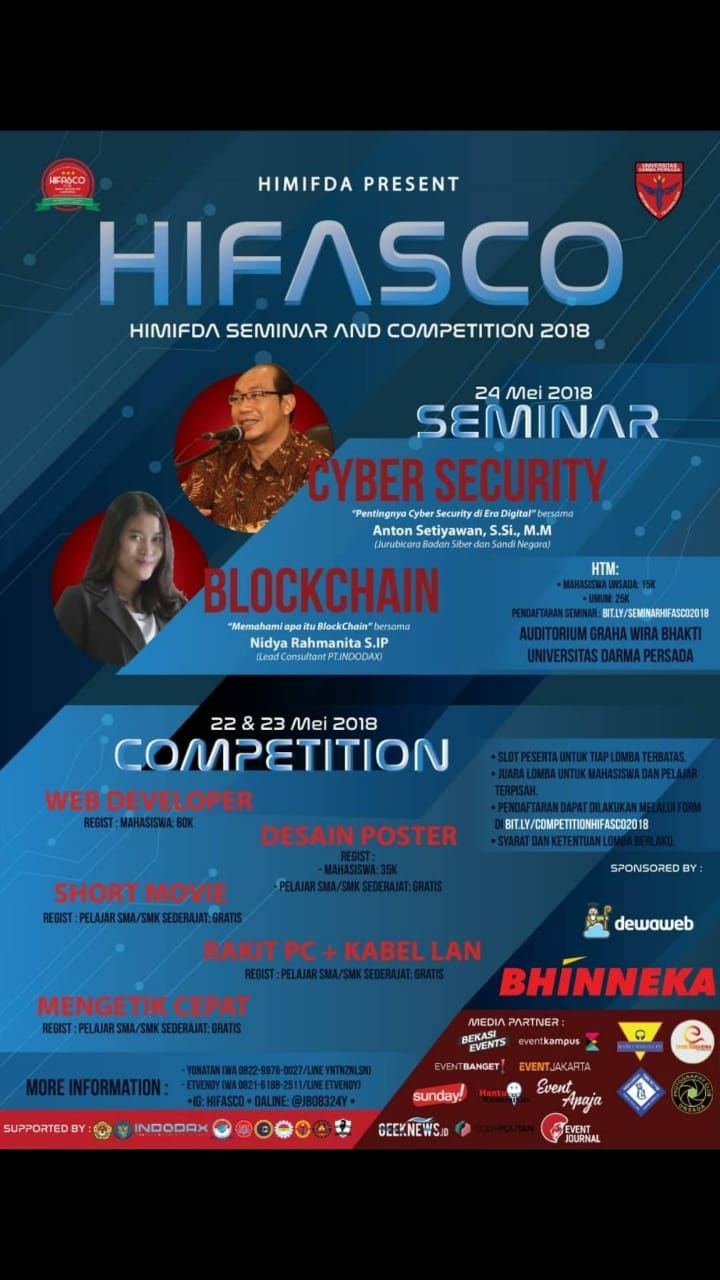 HIFASCO
UNIVERSITAS
DARMA PERSADA
HIMIFDA PRESENT
HIFASCO
HIMIFDA SEMINAR AND COMPETITION 2018
24 Mei 2018
SEMINAR
CYBER SECURITY
"Pentingnya Cyber Security di Era Digital" bersama
Anton Setiyawan, S.Si., M.M
(Jurubicara Badan Siber dan Sandi Negara)
BLOCKCHAIN
"Memahami apa itu BlockChain" bersama
Nidya Rahmanita S.IP
(Lead Consultant PT.INDODAX)
HTM:
• MAHASISWA UNSADA: 15K
• UMUM: 25K
PENDAFTARAN SEMINAR : BIT.LY/SEMINARHIFASCO2018
AUDITORIUM GRAHA WIRA BHAKTI
UNIVERSITAS DARMA PERSADA
22 & 23 Mei 2018
COMPETITION
WEB DEVELOPER
REGIST : MAHASISWA: 60K
DESAIN POSTER
REGIST :
- MAHASISWA: 35K
- PELAJAR SMA/SMK SEDERAJAT: GRATIS
SHORT MOVIE
REGIST : PELAJAR SMA/SMK SEDERAJAT: GRATIS
RAKIT PC + KABEL LAN
REGIST : PELAJAR SMA/SMK SEDERAJAT: GRATIS
MENGETIK CEPAT
REGIST : PELAJAR SMA/SMK SEDERAJAT: GRATIS
• SLOT PESERTA UNTUK TIAP LOMBA TERBATAS.
• JUARA LOMBA UNTUK MAHASISWA DAN PELAJAR
TERPISAH.
• PENDAFTARAN DAPAT DILAKUKAN MELALUI FORM
DI BIT.LY/COMPETITIONHIFASCO2018
• SYARAT DAN KETENTUAN LOMBA BERLAKU.
SPONSORED BY :
dewaweb
BHINNEKA
MEDIA PARTNER :
BEKASI
EVENTS
eventkampus
EVENTBANGET!
EVENTJAKARTA
sunday!
Hantu
Event
Apaja
GEEKNEWS.ID
EVENT
JOURNAL
MORE INFORMATION :
- YONATAN (WA 0822-9976-0027/LINE YNTNZNLSN)
- ETVENDY (WA 0821-6188-2511/LINE ETVENDY)
•IG: HIFASCO • OALINE: @JBO8324Y •
SUPPORTED BY :
INDODAX